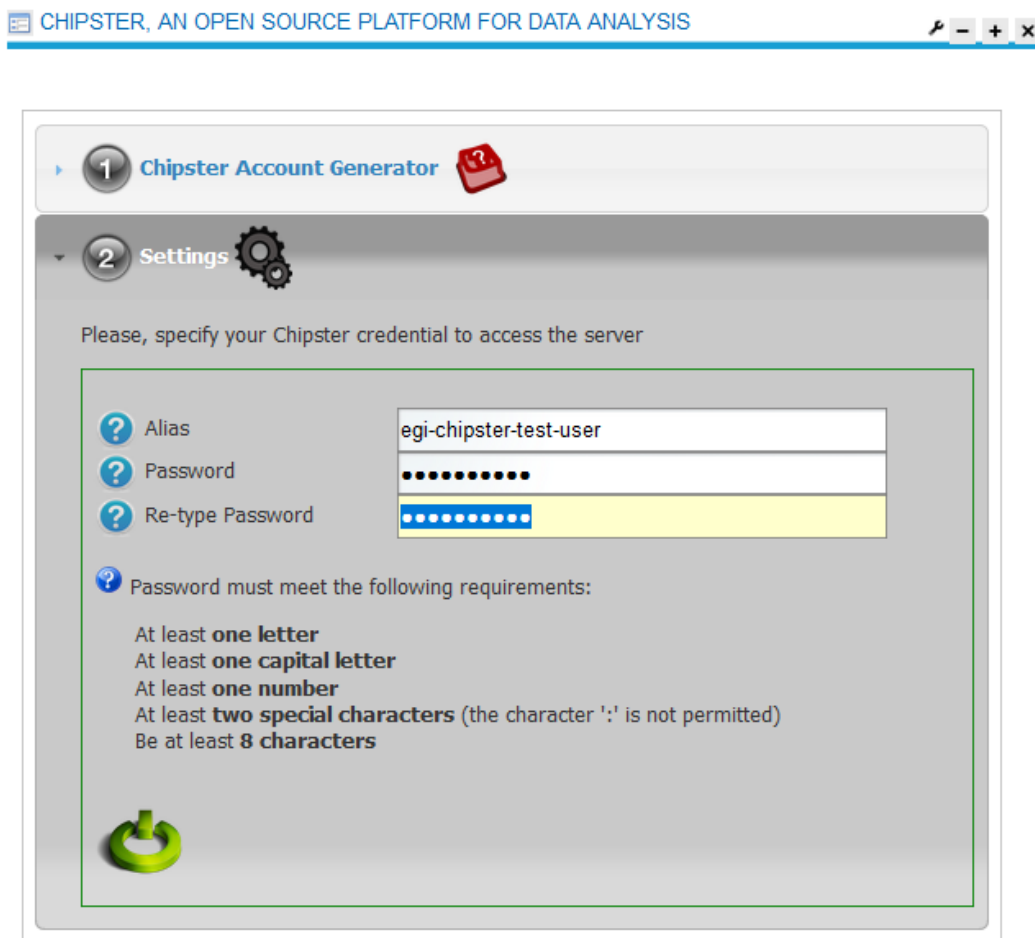 CHIPSTER, AN OPEN SOURCE PLATFORM FOR DATA ANALYSIS
1 Chipster Account Generator
2 Settings
Please, specify your Chipster credential to access the server
Alias egi-chipster-test-user
Password ••••••••••
Re-type Password ••••••••••
Password must meet the following requirements:
At least one letter
At least one capital letter
At least one number
At least two special characters (the character ':' is not permitted)
Be at least 8 characters